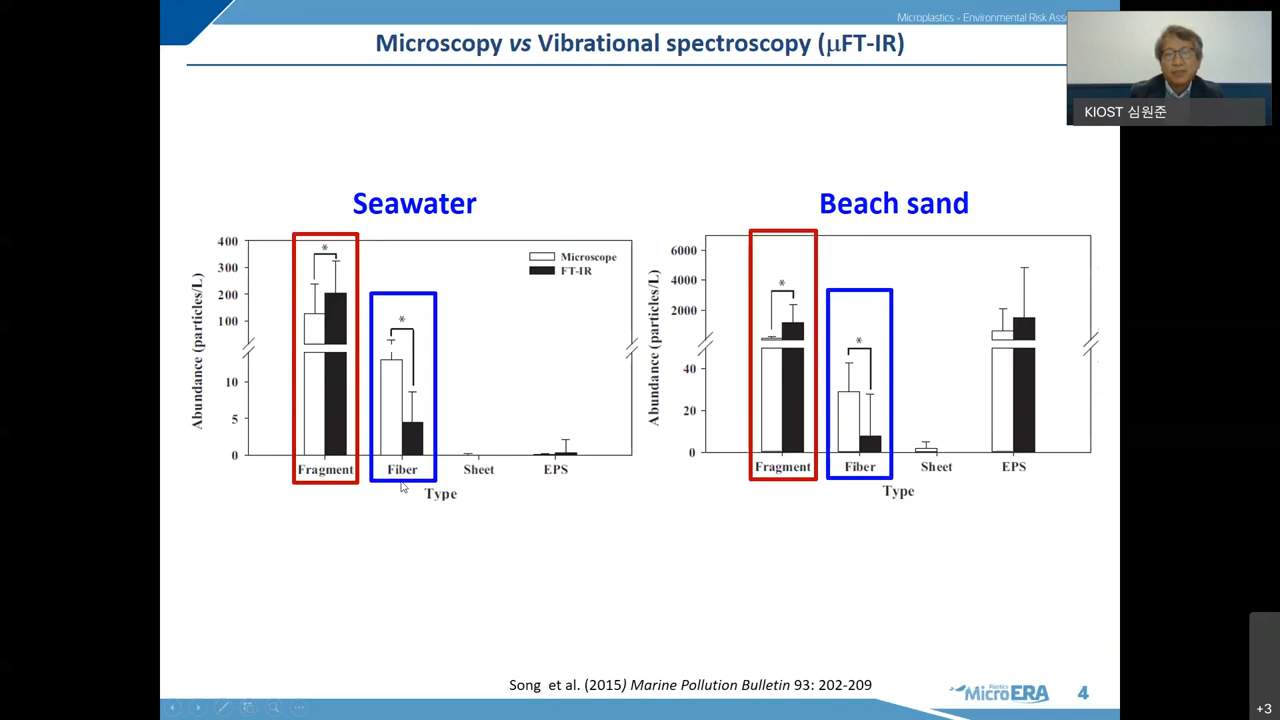 Microplastics - Environmental Risk Ass
Microscopy vs Vibrational spectroscopy (μFT-IR)
KIOST 심원준
Seawater
Beach sand
400
300
200
100
10
5
0
Abundance (particles/L)
*
*
Microscope
FT-IR
Fragment
Fiber
Sheet
EPS
Type
6000
4000
2000
40
20
0
Abundance (particles/L)
*
*
Fragment
Fiber
Sheet
EPS
Type
Song et al. (2015) Marine Pollution Bulletin 93: 202-209
Plastics
MicroERA
4
+3